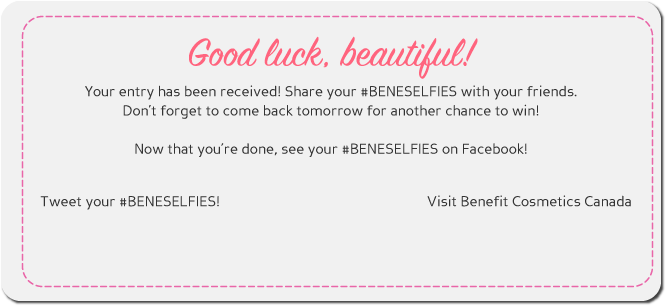 Good luck, beautiful!
Your entry has been received! Share your #BENESELFIES with your friends.
Don't forget to come back tomorrow for another chance to win!
Now that you're done, see your #BENESELFIES on Facebook!
Tweet your #BENESELFIES!
Visit Benefit Cosmetics Canada